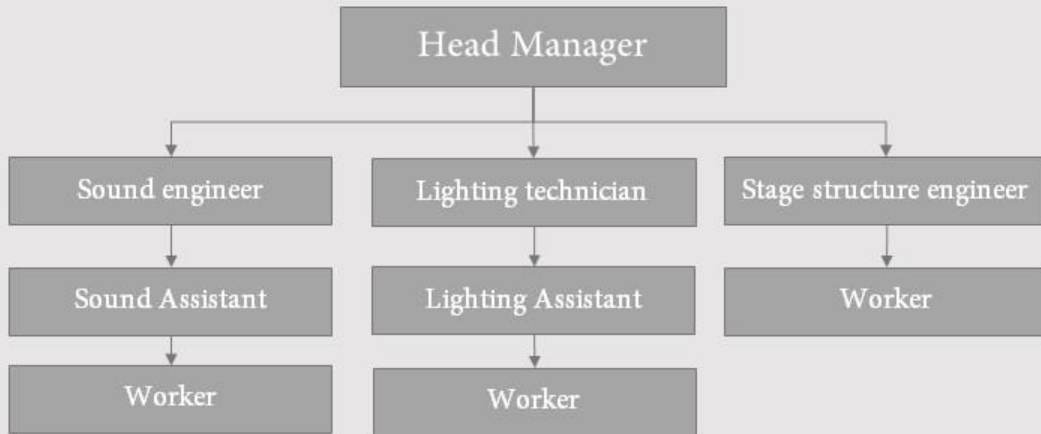 Head Manager
Sound engineer
Lighting technician
Stage structure engineer
Sound Assistant
Lighting Assistant
Worker
Worker
Worker